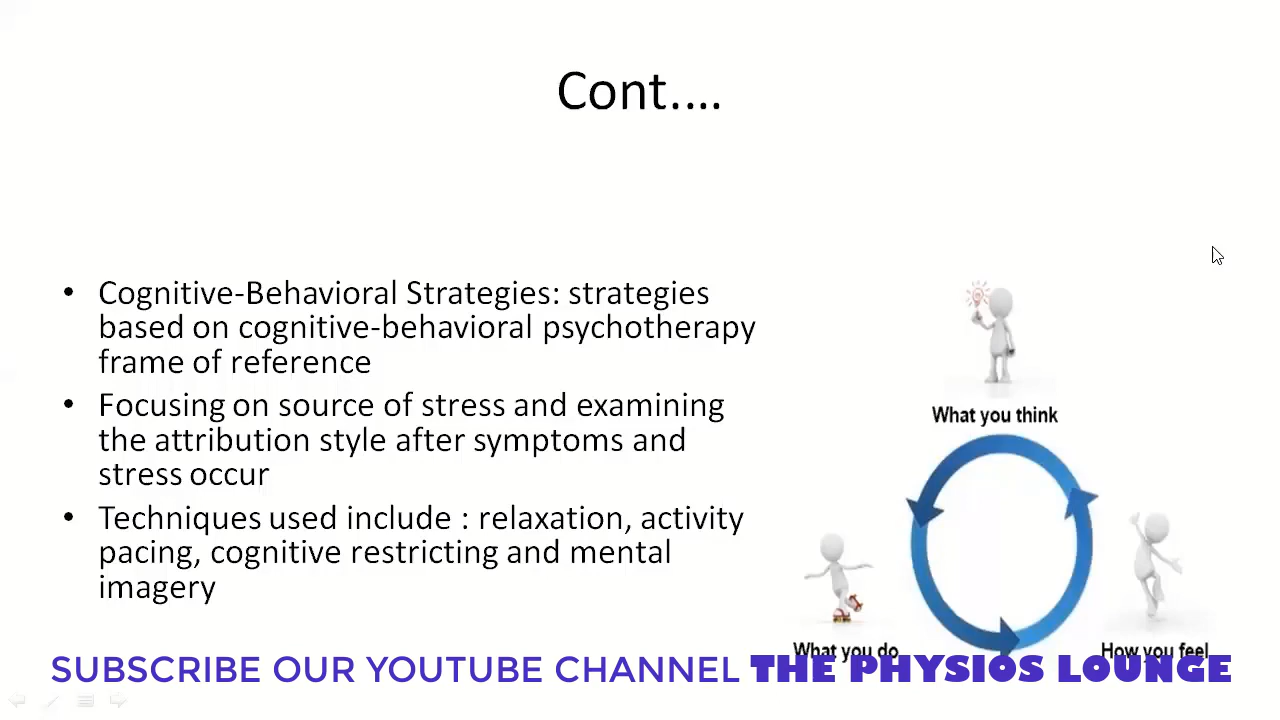 Cont.…
• Cognitive-Behavioral Strategies: strategies
based on cognitive-behavioral psychotherapy
frame of reference
• Focusing on source of stress and examining
the attribution style after symptoms and
stress occur
• Techniques used include : relaxation, activity
pacing, cognitive restricting and mental
imagery
What you think
What you do
How you feel
SUBSCRIBE OUR YOUTUBE CHANNEL THE PHYSIOS LOUNGE